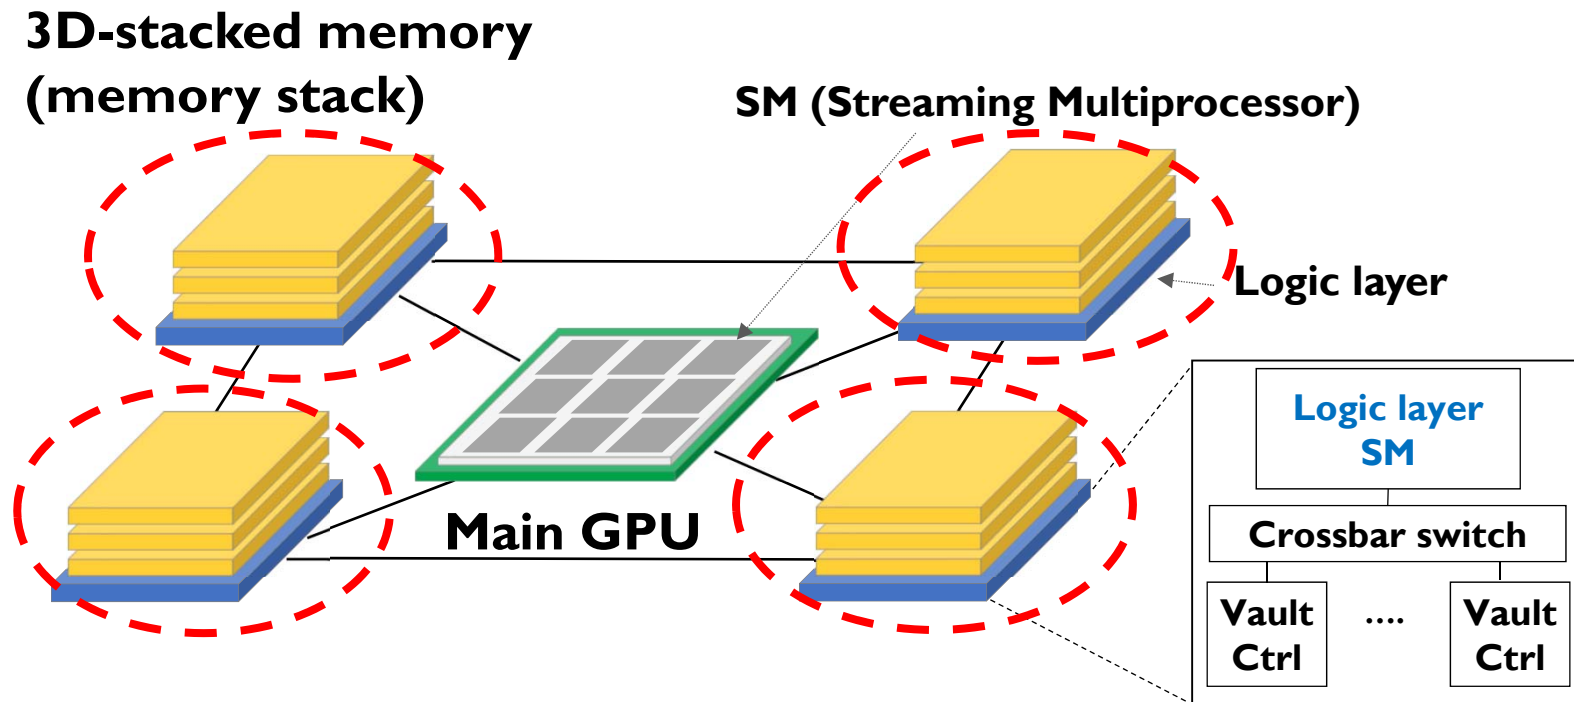 3D-stacked memory
(memory stack)
SM (Streaming Multiprocessor)
Logic layer
Main GPU
Logic layer
SM
Crossbar switch
Vault
Ctrl
....
Vault
Ctrl